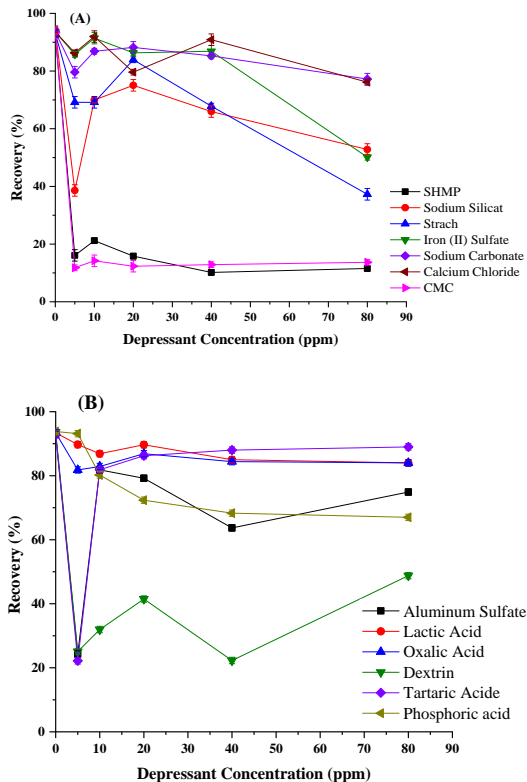 (A)
100
80
60
40
20
0
Recovery (%)
SHMP
Sodium Silicat
Strach
Iron (II) Sulfate
Sodium Carbonate
Calcium Chloride
CMC
0 10 20 30 40 50 60 70 80 90
Depressant Concentration (ppm)
(B)
100
80
60
40
20
0
Recovery (%)
Aluminum Sulfate
Lactic Acid
Oxalic Acid
Dextrin
Tartaric Acide
Phosphoric acid
0 10 20 30 40 50 60 70 80 90
Depressant Concentration (ppm)